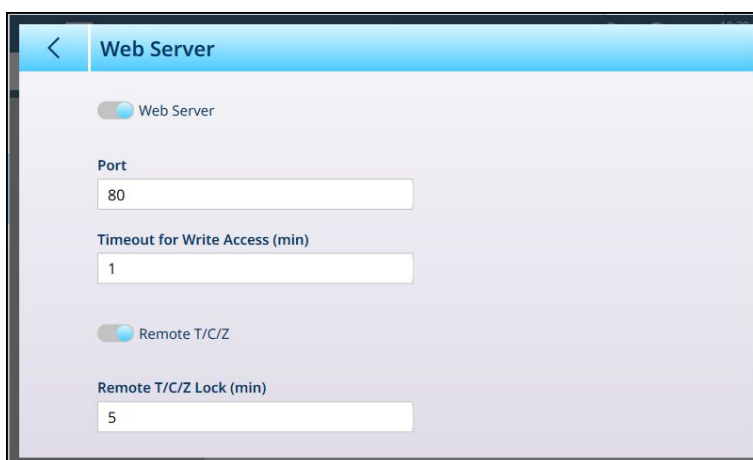 Web Server
Web Server
Port
80
Timeout for Write Access (min)
1
Remote T/C/Z
Remote T/C/Z Lock (min)
5